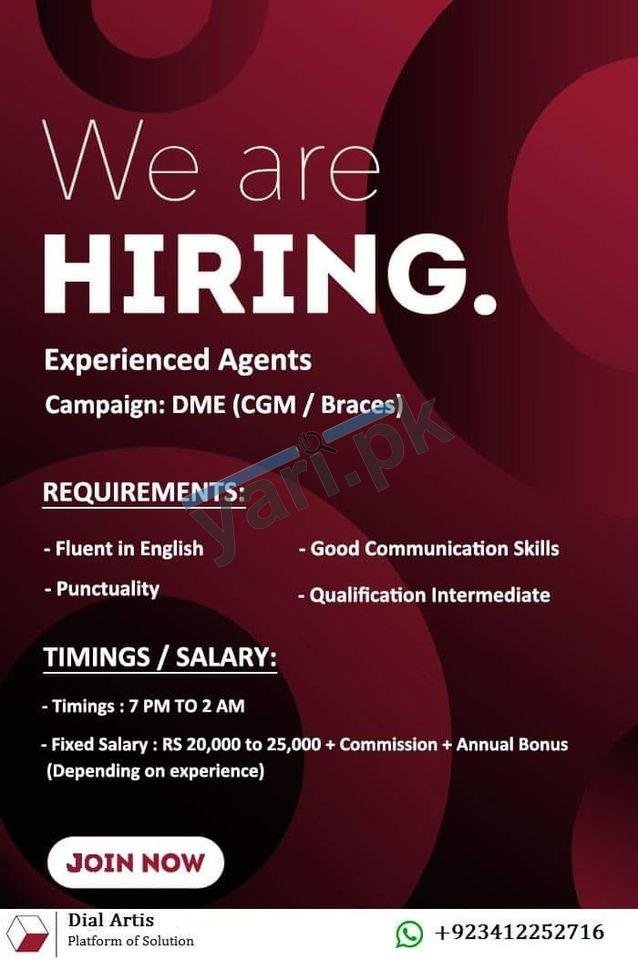 We are
HIRING.
Experienced Agents
Campaign: DME (CGM / Braces)
yari.pk
REQUIREMENTS:
- Fluent in English
- Good Communication Skills
- Punctuality
- Qualification Intermediate
TIMINGS / SALARY:
- Timings : 7 PM TO 2 AM
- Fixed Salary : RS 20,000 to 25,000 + Commission + Annual Bonus
(Depending on experience)
JOIN NOW
Dial Artis
Platform of Solution
+923412252716